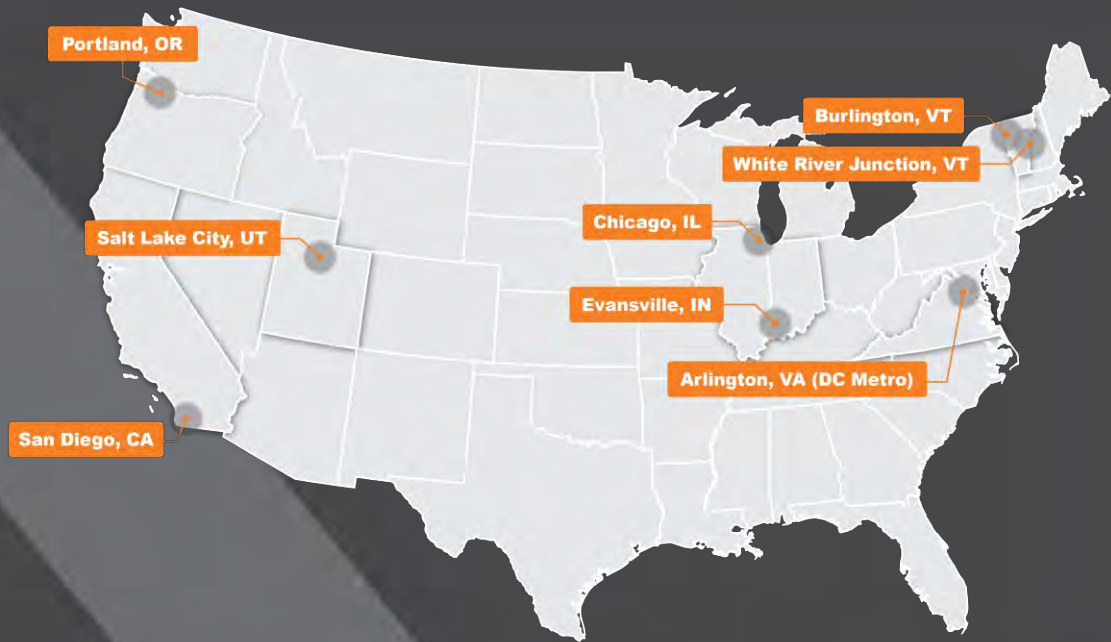 Portland, OR
Burlington, VT
White River Junction, VT
Chicago, IL
Salt Lake City, UT
Evansville, IN
Arlington, VA (DC Metro)
San Diego, CA